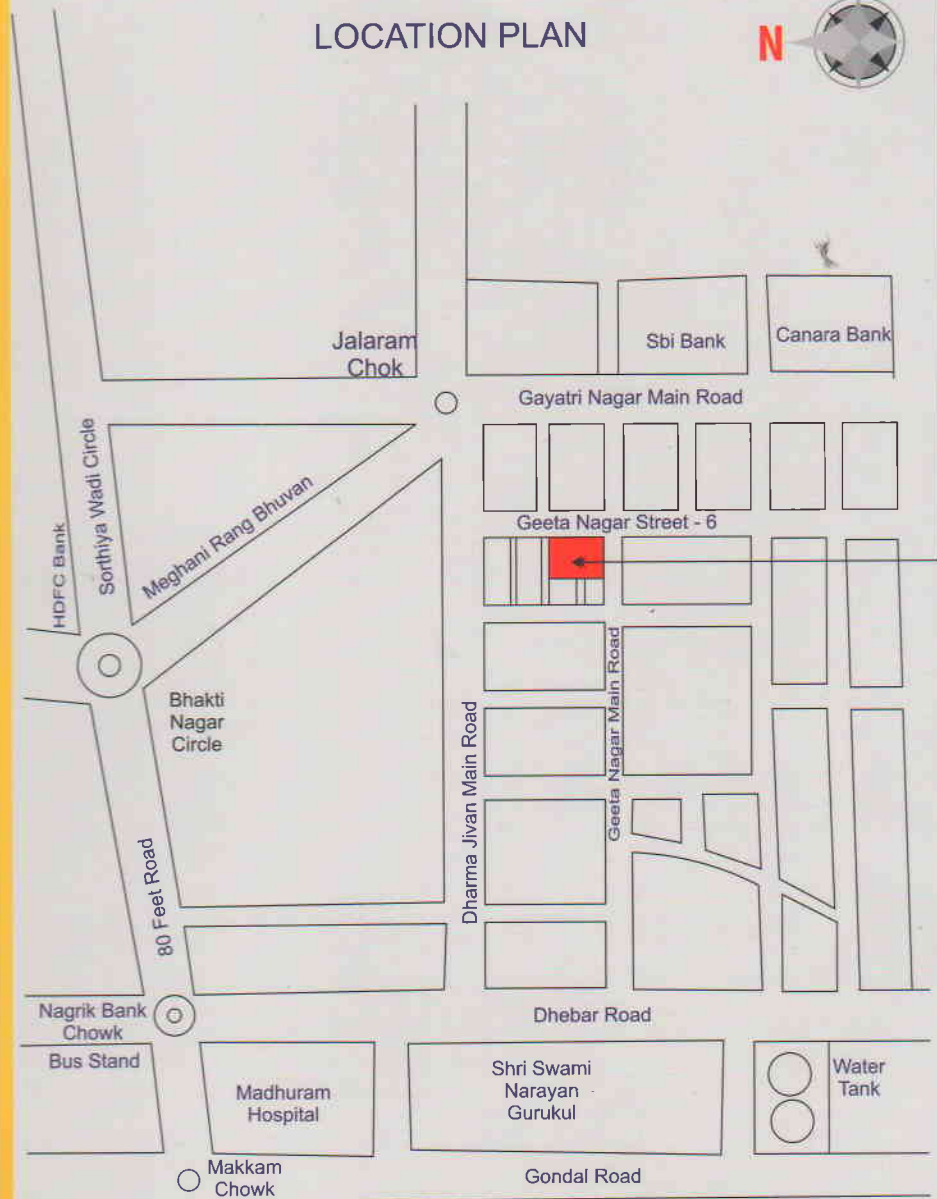 LOCATION PLAN
N
Jalaram
Chok
Sbi Bank
Canara Bank
Gayatri Nagar Main Road
Sorthiya Wadi Circle
HDFC Bank
Meghani Rang Bhuvan
Geeta Nagar Street - 6
Bhakti
Nagar
Circle
Dharma Jivan Main Road
Geeta Nagar Main Road
80 Feet Road
Nagrik Bank
Chowk
Dhebar Road
Bus Stand
Madhuram
Hospital
Shri Swami
Narayan
Gurukul
Water
Tank
Makkam
Chowk
Gondal Road